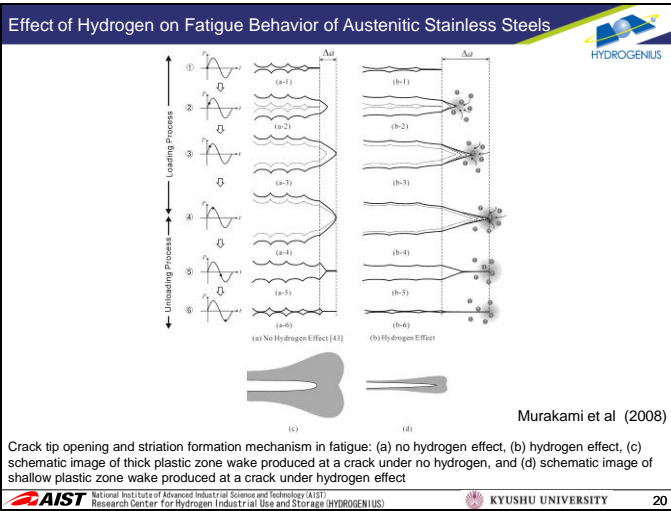 Effect of Hydrogen on Fatigue Behavior of Austenitic Stainless Steels
HYDROGENIUS
Δa
Δa
Loading Process
Unloading Process
① P t
(a-1)
(b-1)
② P t
(a-2)
(b-2)
③ P t
(a-3)
(b-3)
④ P t
(a-4)
(b-4)
⑤ P t
(a-5)
(b-5)
⑥ P t
(a-6)
(b-6)
(a) No Hydrogen Effect [43]
(b) Hydrogen Effect
(c)
(d)
Murakami et al (2008)
Crack tip opening and striation formation mechanism in fatigue: (a) no hydrogen effect, (b) hydrogen effect, (c)
schematic image of thick plastic zone wake produced at a crack under no hydrogen, and (d) schematic image of
shallow plastic zone wake produced at a crack under hydrogen effect
AIST
National Institute of Advanced Industrial Science and Technology (AIST)
Research Center for Hydrogen Industrial Use and Storage (HYDROGENIUS)
KYUSHU UNIVERSITY
20